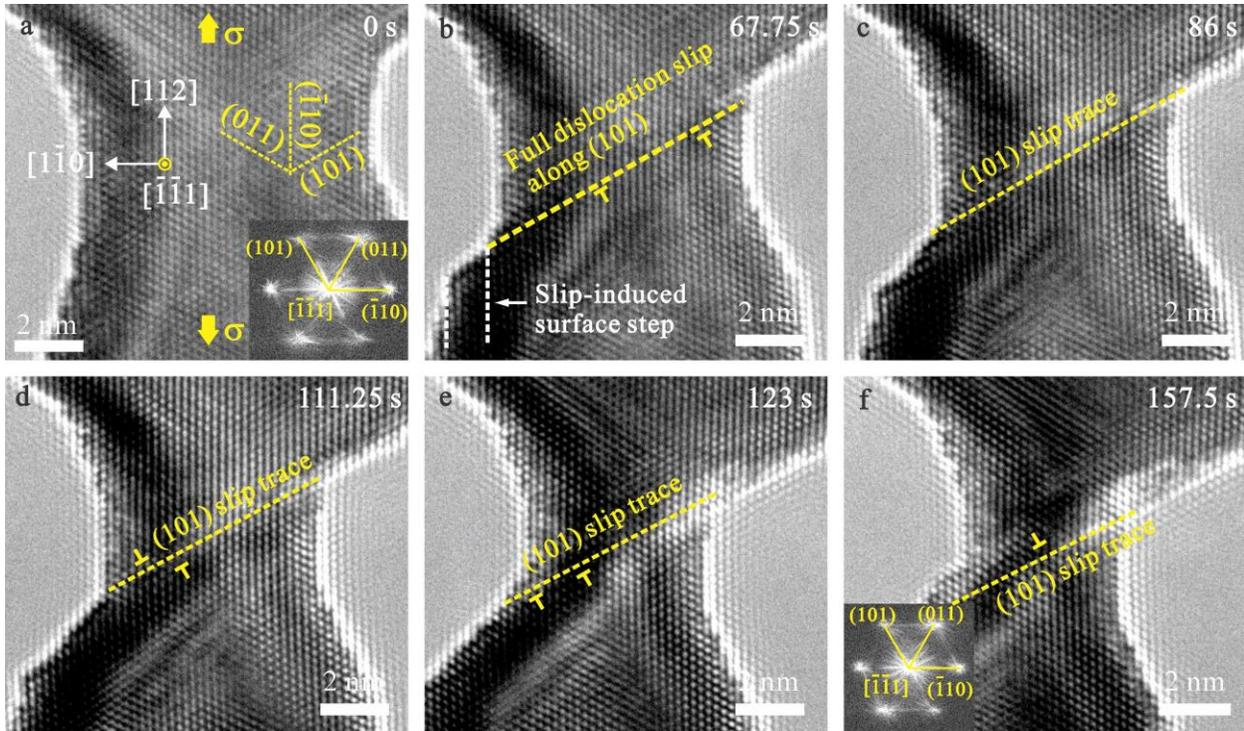 a
0 s
σ
[112]
[11̄0]
[1̄1̄1]
(011)
(1̄10)
(101)
(101)
(011)
[1̄1̄1]
(1̄10)
2 nm
σ
b
67.75 s
Full dislocation slip
along (101)
Slip-induced
surface step
2 nm
c
86 s
(101) slip trace
2 nm
d
111.25 s
(101) slip trace
2 nm
e
123 s
(101) slip trace
2 nm
f
157.5 s
(101) slip trace
(101)
(011)
[1̄1̄1]
(1̄10)
2 nm